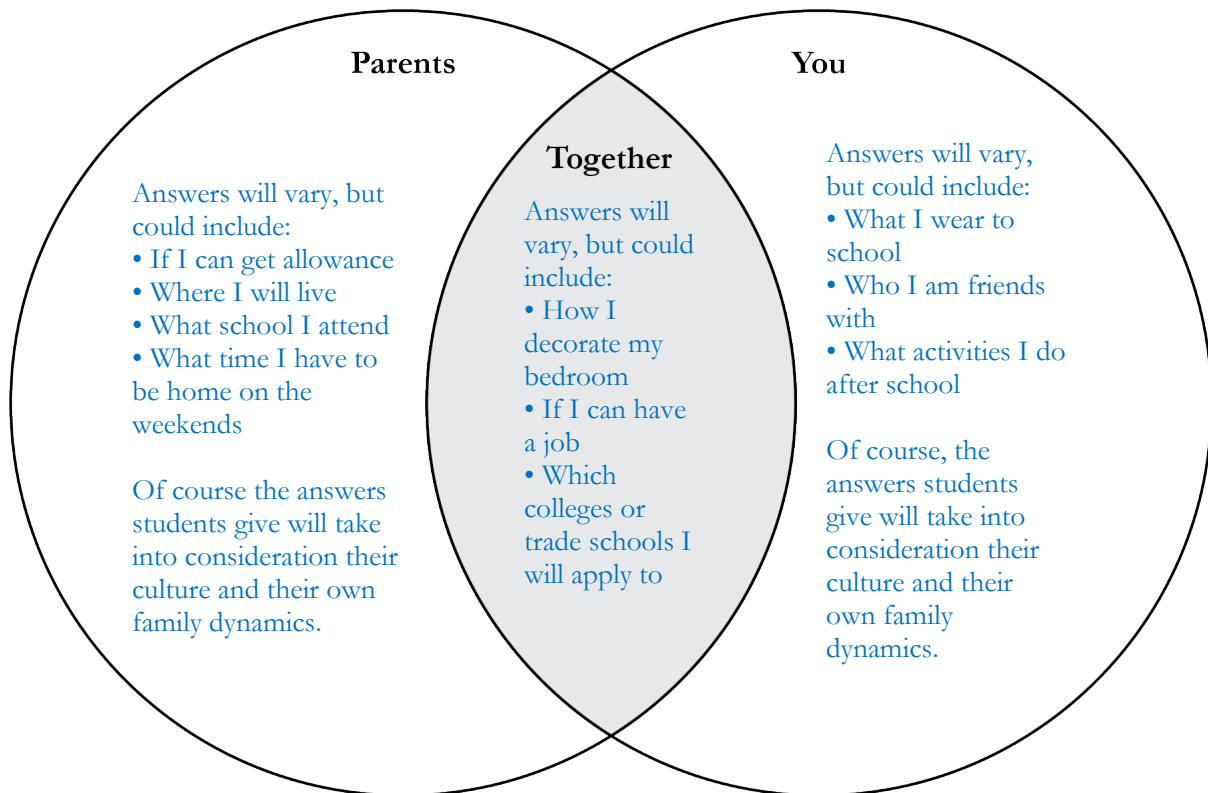 Parents
Answers will vary, but
could include:
• If I can get allowance
• Where I will live
• What school I attend
• What time I have to
be home on the
weekends
Of course the answers
students give will take
into consideration their
culture and their own
family dynamics.
Together
Answers will
vary, but could
include:
• How I
decorate my
bedroom
• If I can have
a job
• Which
colleges or
trade schools I
will apply to
You
Answers will vary,
but could include:
• What I wear to
school
• Who I am friends
with
• What activities I do
after school
Of course, the
answers students
give will take into
consideration their
culture and their
own family
dynamics.